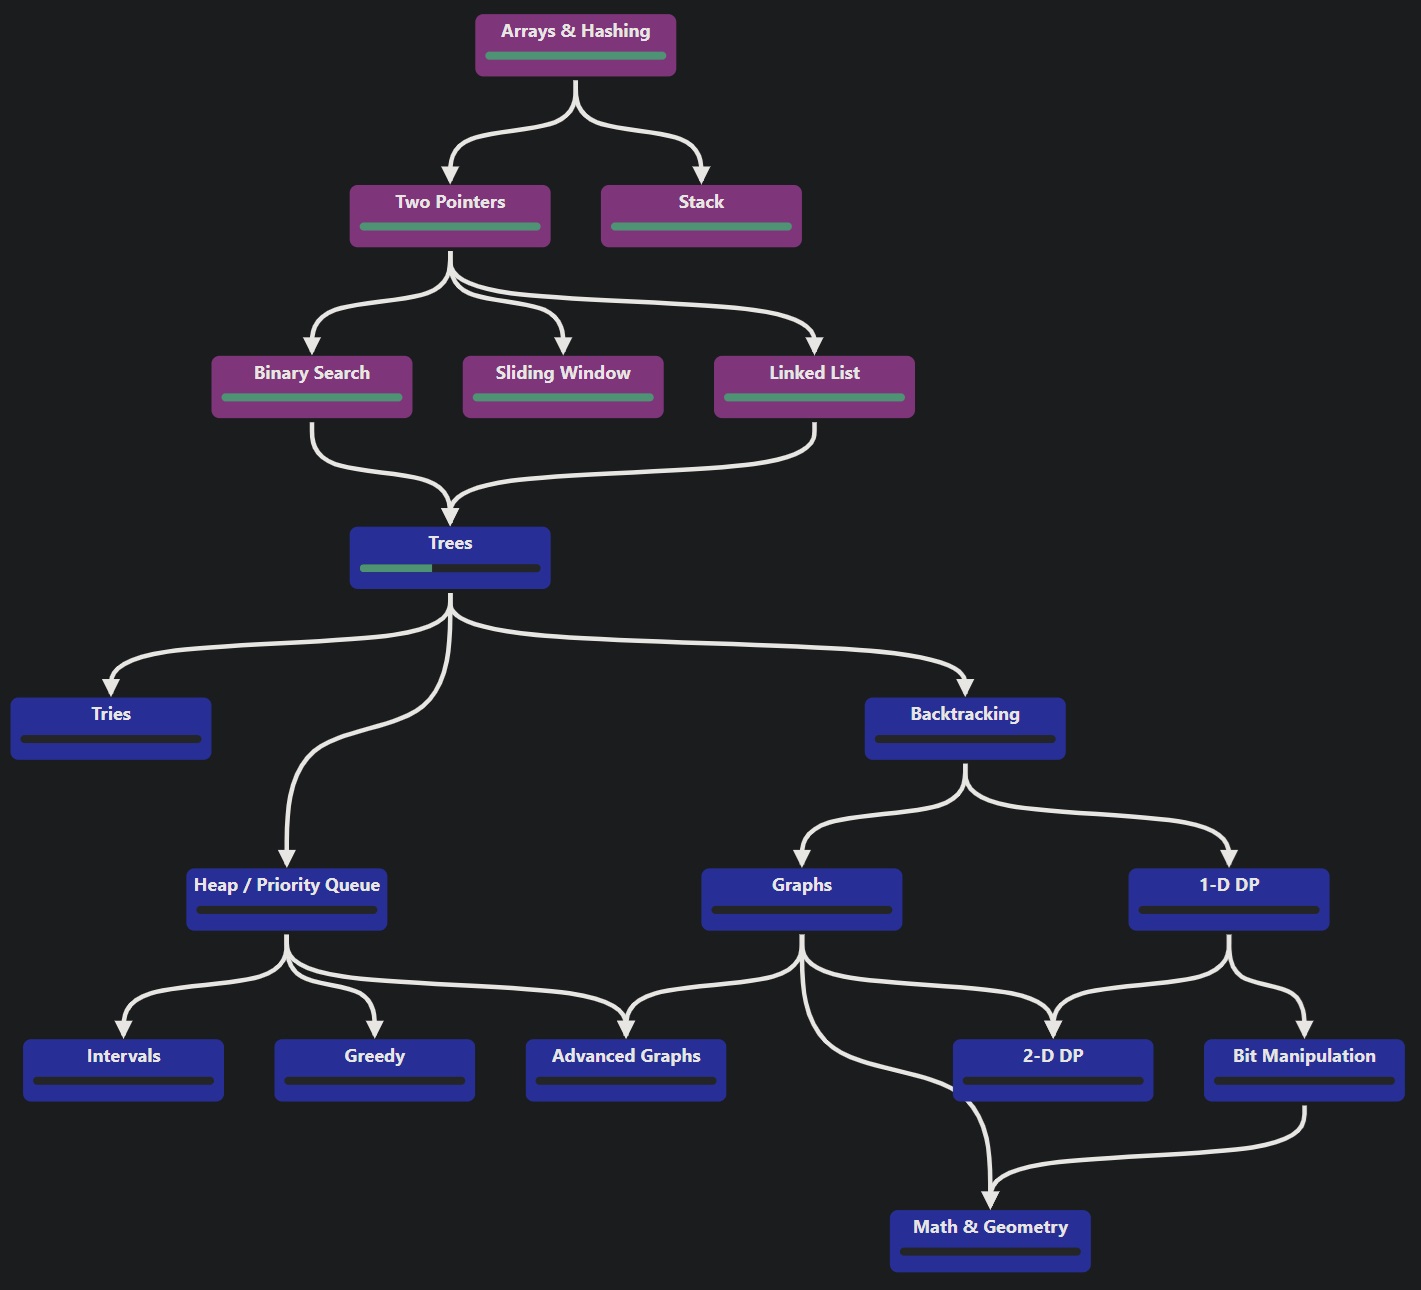 Arrays & Hashing
Two Pointers
Stack
Binary Search
Sliding Window
Linked List
Trees
Tries
Backtracking
Heap / Priority Queue
Graphs
1-D DP
Intervals
Greedy
Advanced Graphs
2-D DP
Bit Manipulation
Math & Geometry